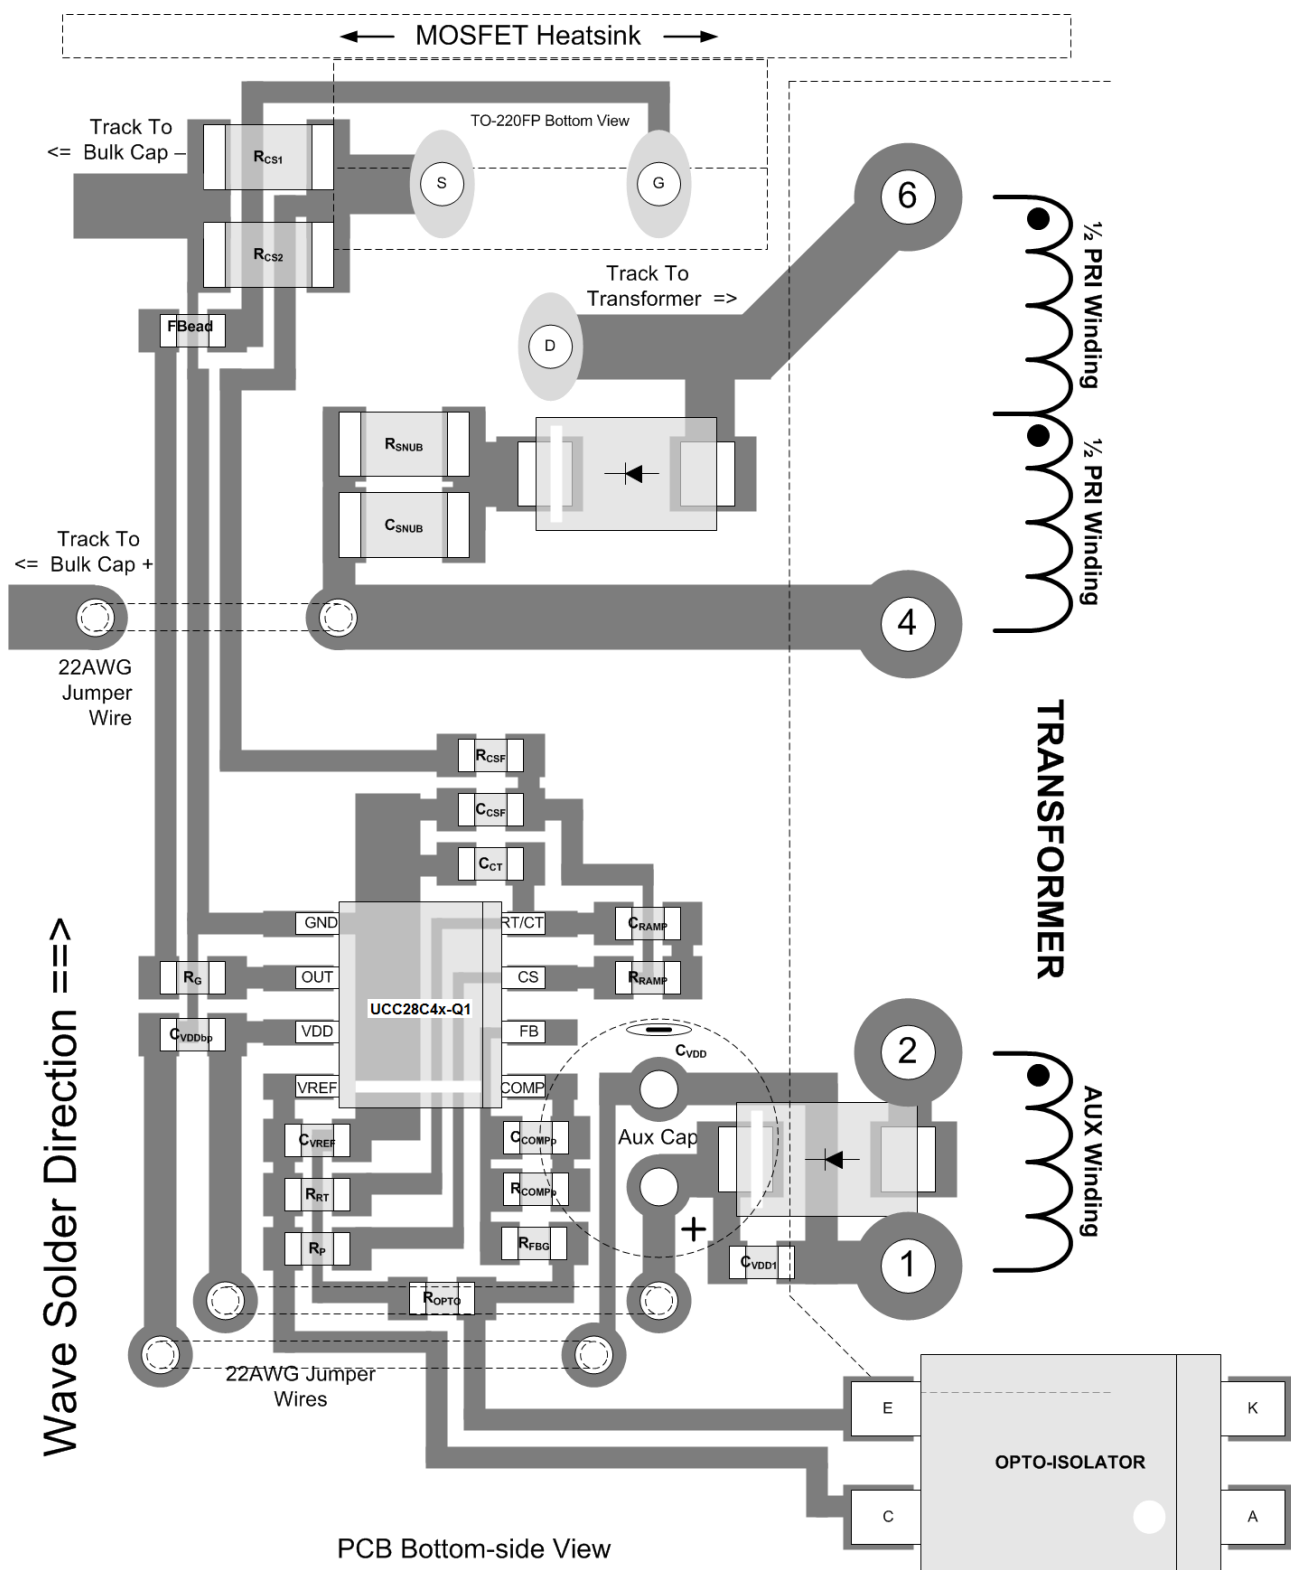 MOSFET Heatsink
Track To
<= Bulk Cap –
TO-220FP Bottom View
RCS1
S
G
6
RCS2
½ PRI Winding
Track To
Transformer =>
FBead
D
RSNUB
CSNUB
½ PRI Winding
Track To
<= Bulk Cap +
4
22AWG
Jumper
Wire
TRANSFORMER
RCSF
CCSF
CCT
GND
RT/CT
CRAMP
OUT
CS
RG
RRAMP
UCC28C4x-Q1
VDD
FB
CVDDbp
–
CVDD
2
VREF
COMP
CVREF
CCOMPp
Aux Cap
AUX Winding
RRT
RCOMPp
+
RP
RFBG
CVDD1
1
ROPTO
22AWG Jumper
Wires
Wave Solder Direction ==>
E
K
OPTO-ISOLATOR
C
A
PCB Bottom-side View